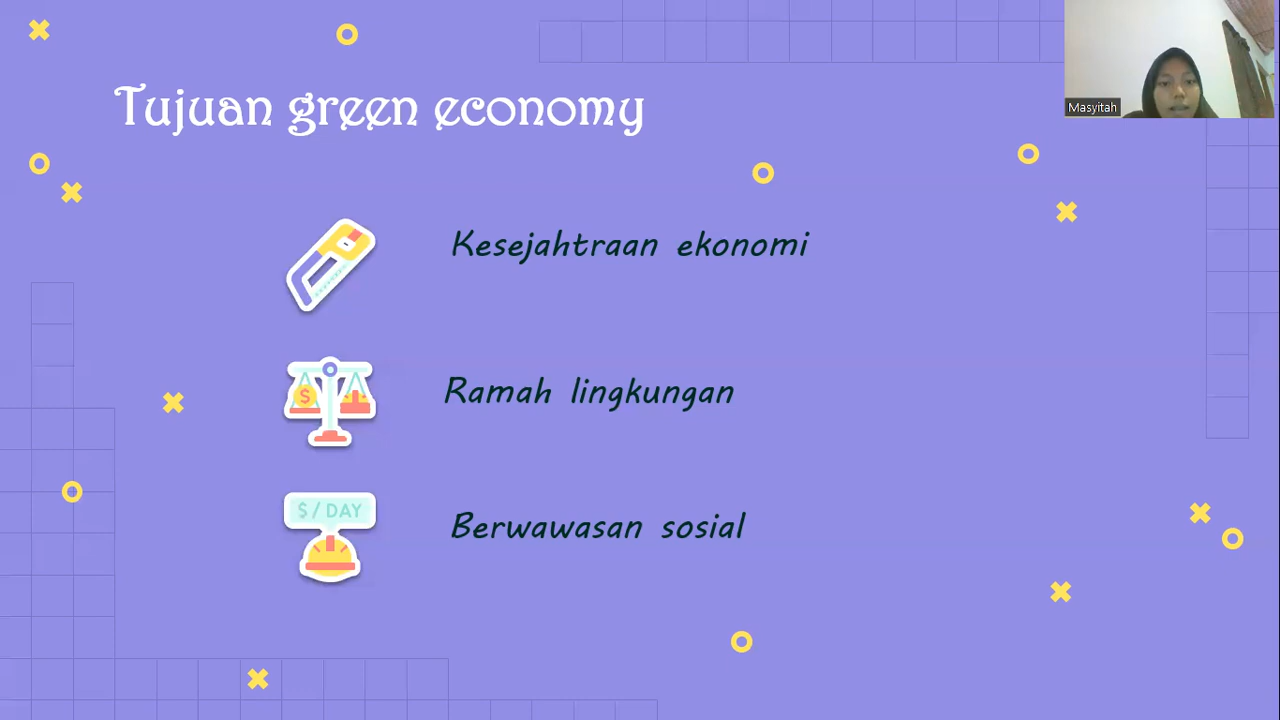 Tujuan green economy
Masyitah
Kesejahtraan ekonomi
$
Ramah lingkungan
$ / DAY
Berwawasan sosial